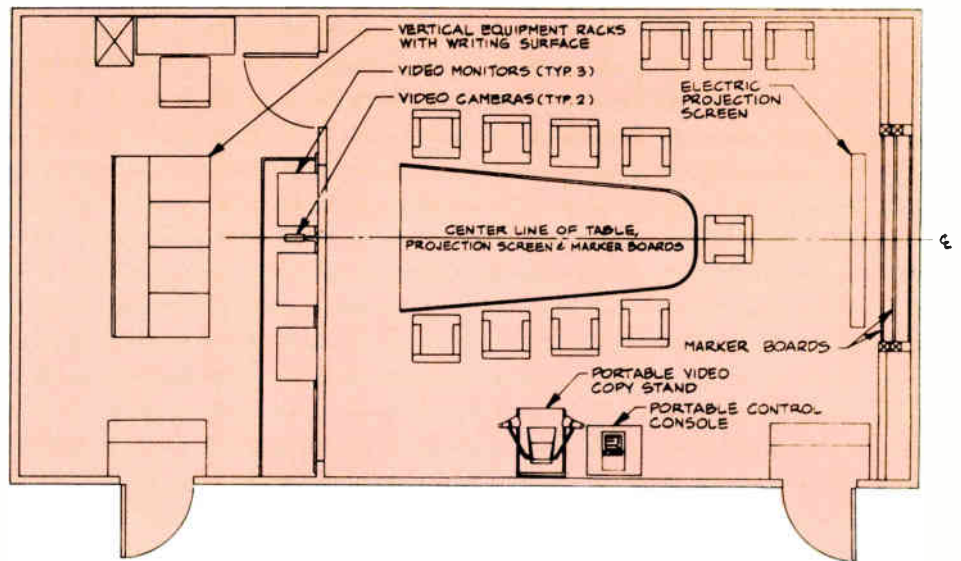 VERTICAL EQUIPMENT RACKS
WITH WRITING SURFACE
VIDEO MONITORS (TYP. 3)
VIDEO CAMERAS (TYP. 2)
ELECTRIC
PROJECTION
SCREEN
CENTER LINE OF TABLE,
PROJECTION SCREEN & MARKER BOARDS
℄
MARKER BOARDS
PORTABLE VIDEO
COPY STAND
PORTABLE CONTROL
CONSOLE